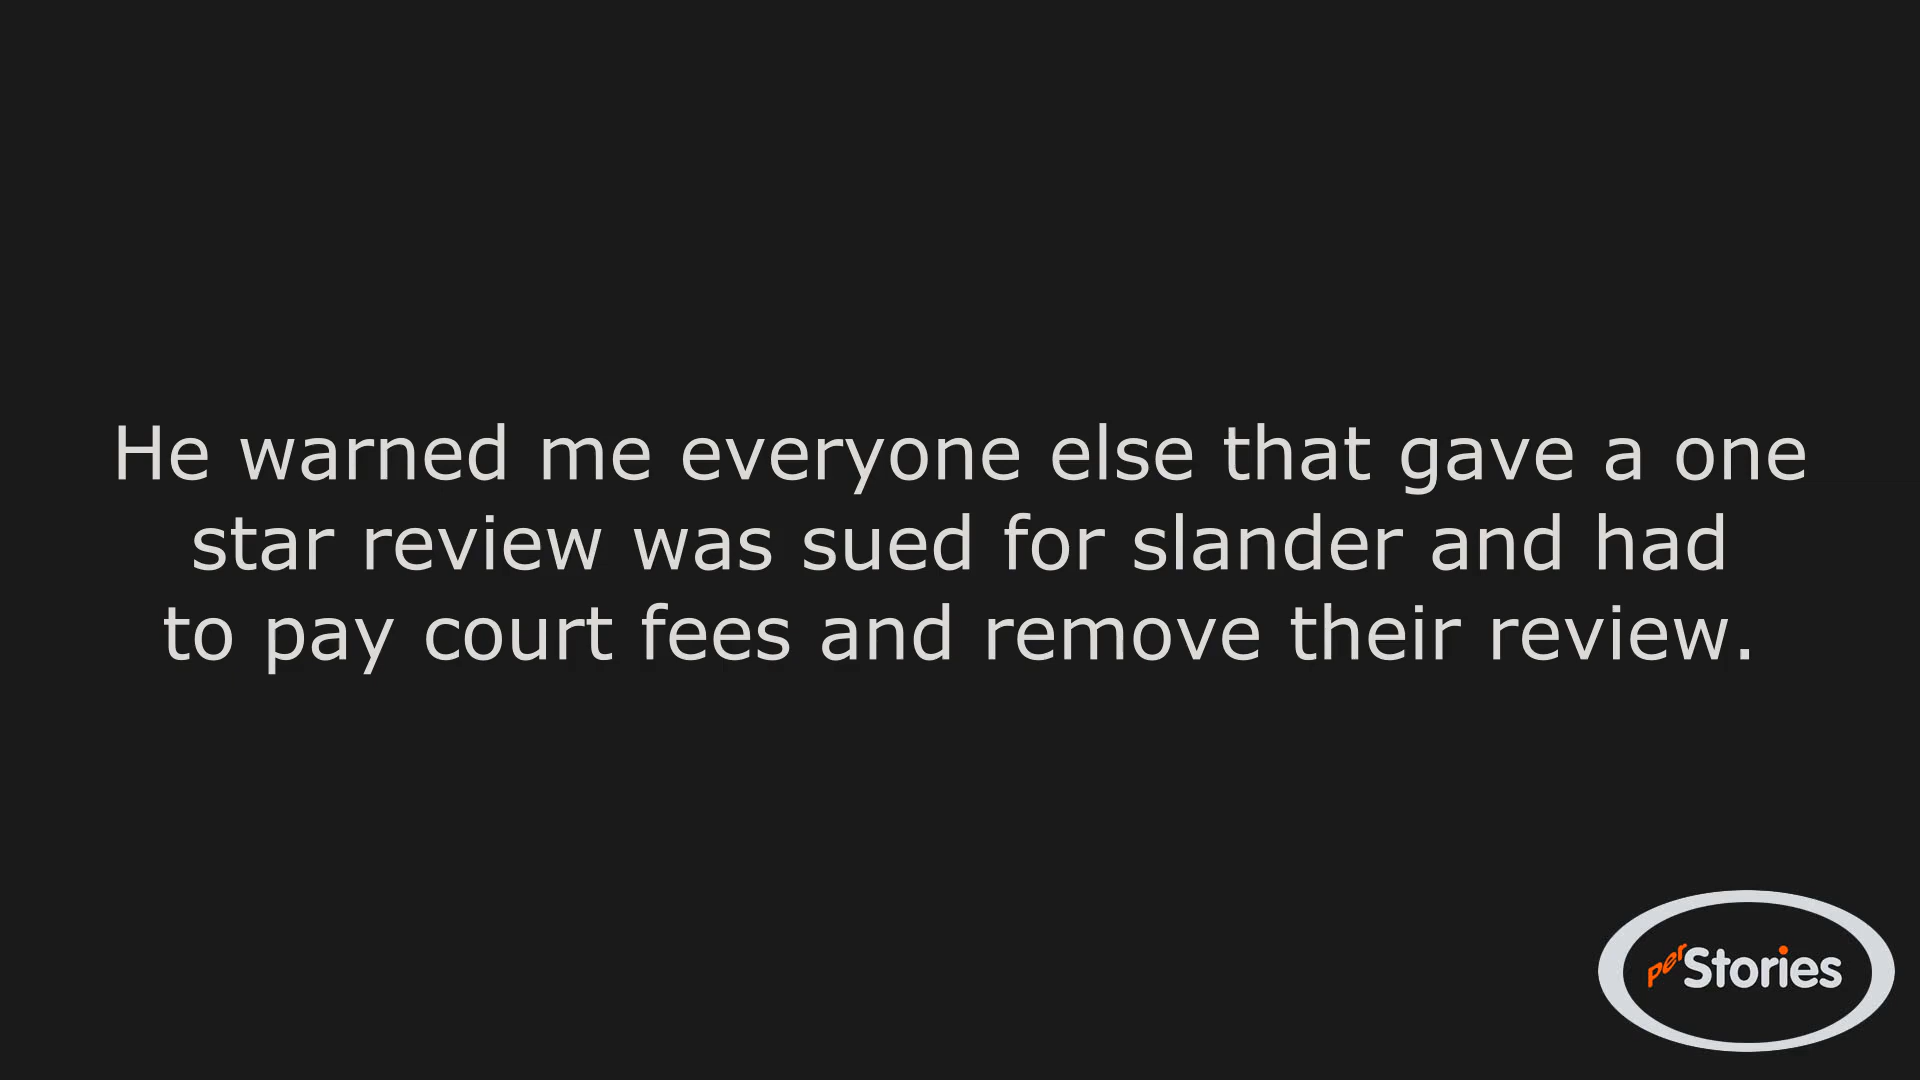 He warned me everyone else that gave a one
star review was sued for slander and had
to pay court fees and remove their review.
perStories